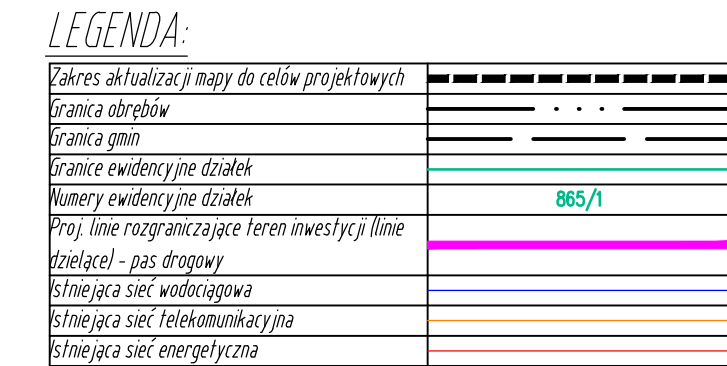 LEGENDA:
Zakres aktualizacji mapy do celów projektowych
Granica obrębów
Granica gmin
Granice ewidencyjne działek
Numery ewidencyjne działek 865/1
Proj. linie rozgraniczające teren inwestycji (linie
dzielące) - pas drogowy
Istniejąca sieć wodociągowa
Istniejąca sieć telekomunikacyjna
Istniejąca sieć energetyczna